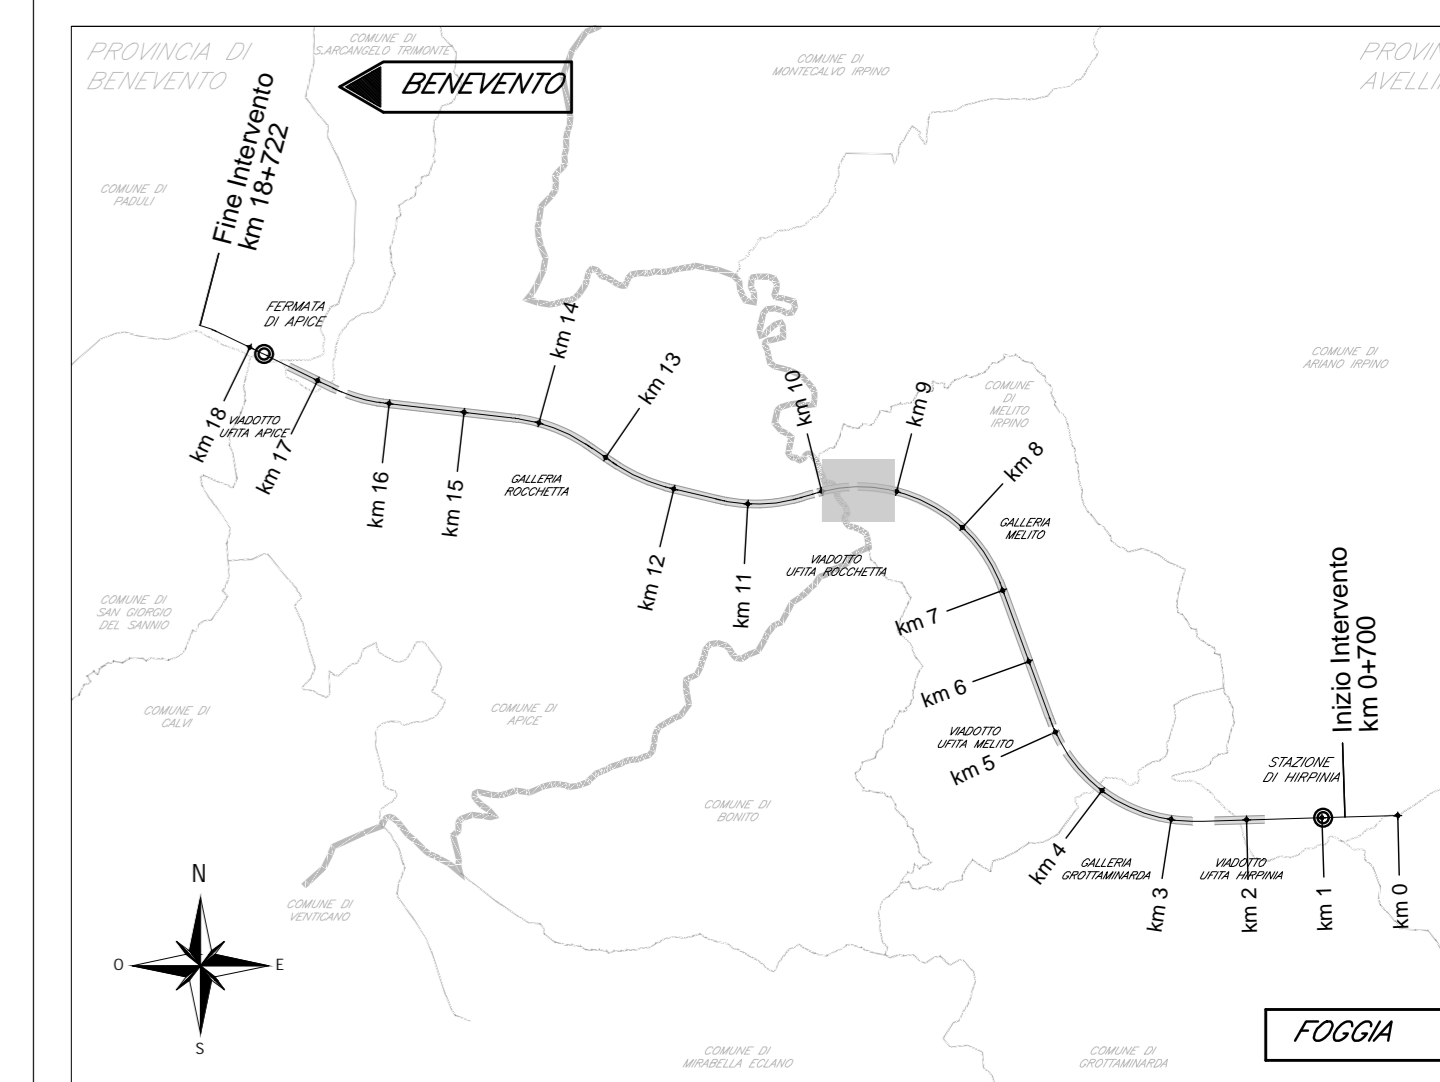 PROVINCIA DI
BENEVENTO
COMUNE DI
S.ARCANGELO TRIMONTE
BENEVENTO
COMUNE DI
MONTECALVO IRPINO
Fine Intervento
km 18+722
COMUNE DI
PADULI
FERMATA
DI APICE
km 14
km 13
km 10
km 9
COMUNE DI
ARIANO IRPINO
COMUNE
DI
MELITO
IRPINO
km 18
VIADOTTO
UFITA APICE
km 17
km 16
km 15
GALLERIA
ROCCHETTA
km 8
GALLERIA
MELITO
km 12
km 11
VIADOTTO
UFITA ROCCHETTA
km 7
COMUNE DI
SAN GIORGIO
DEL SANNIO
km 6
Inizio Intervento
km 0+700
COMUNE DI
CALVI
COMUNE DI
APICE
VIADOTTO
UFITA MELITO
km 5
STAZIONE
DI HIRPINIA
COMUNE DI
BONITO
km 4
GALLERIA
GROTTAMINARDA
km 3
VIADOTTO
UFITA HIRPINIA
km 2
km 1
km 0
COMUNE DI
VENTICANO
N
O
E
S
FOGGIA
COMUNE DI
MIRABELLA ECLANO
COMUNE DI
GROTTAMINARDA